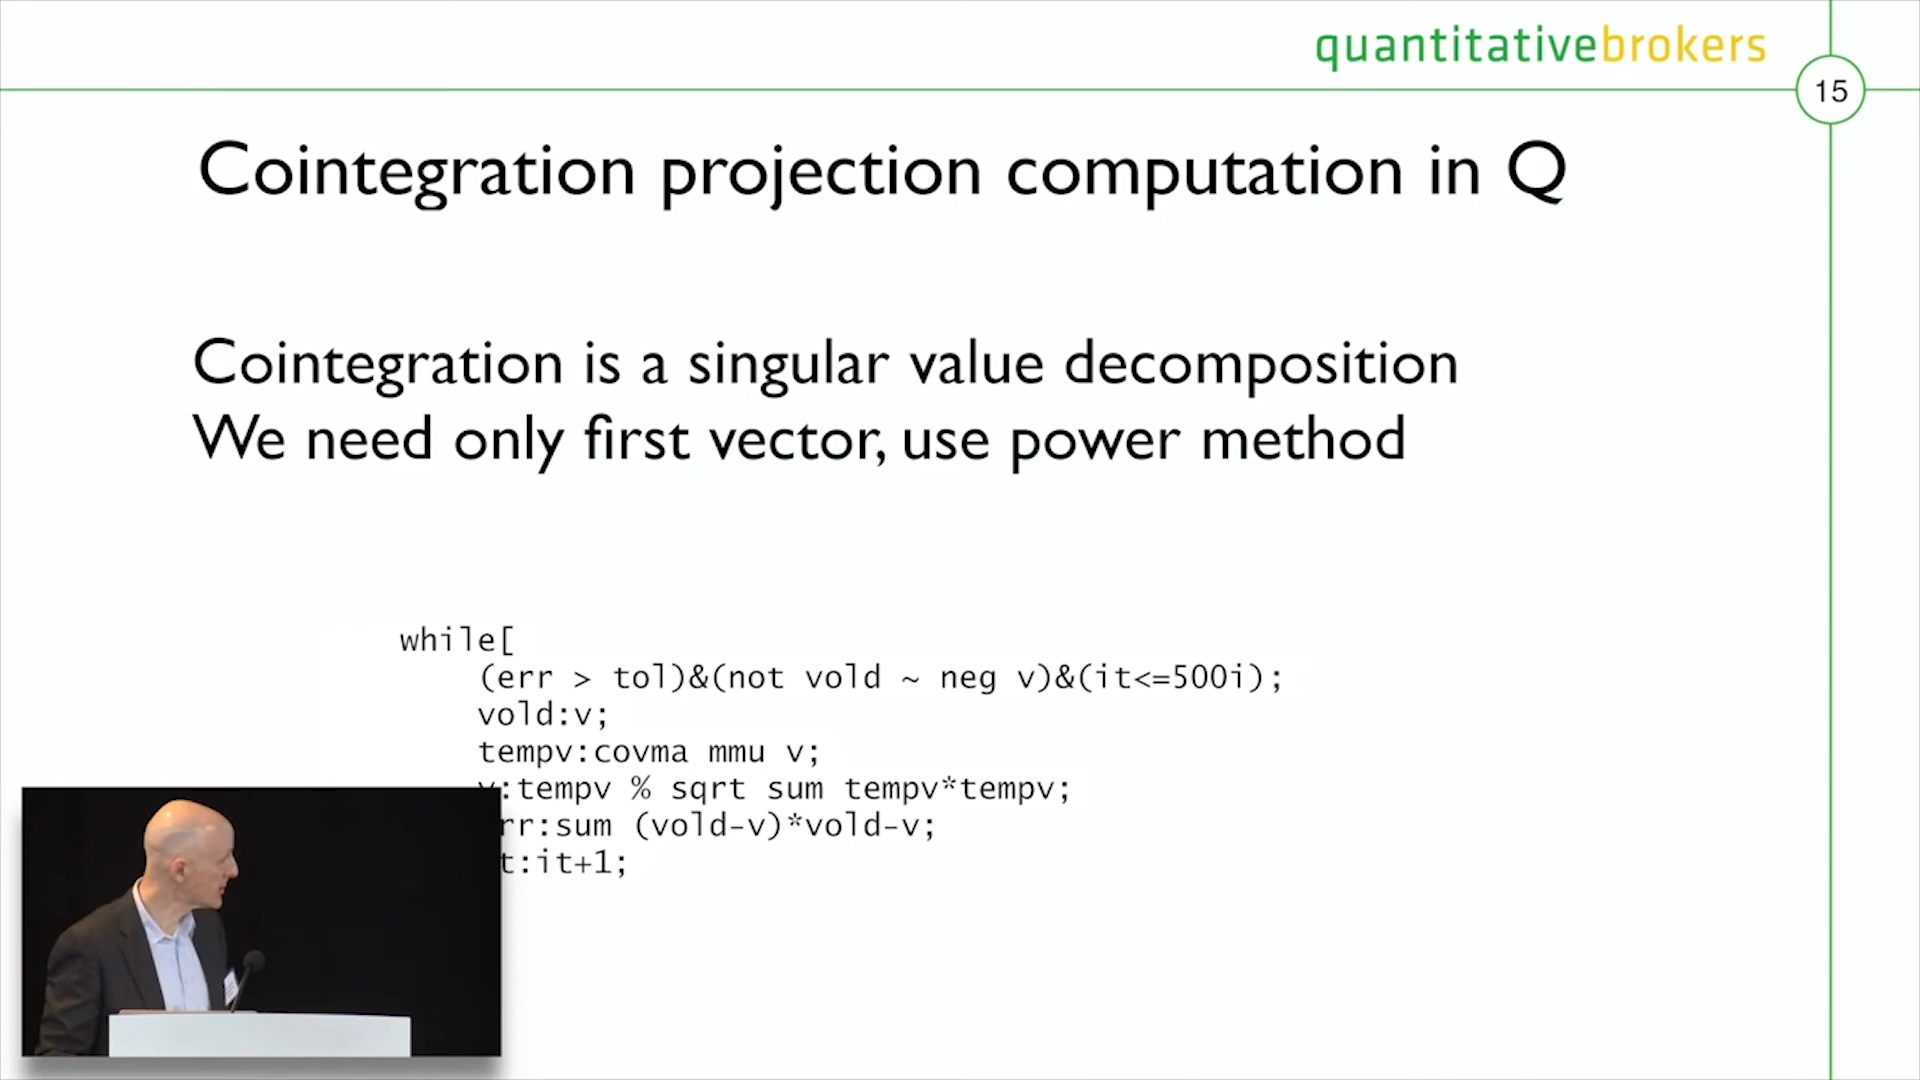 quantitativebrokers
15
Cointegration projection computation in Q
Cointegration is a singular value decomposition
We need only first vector, use power method
while[
(err > tol)&(not vold ~ neg v)&(it<=500i);
vold:v;
tempv:covma mmu v;
v:tempv % sqrt sum tempv*tempv;
rr:sum (vold-v)*vold-v;
t:it+1;